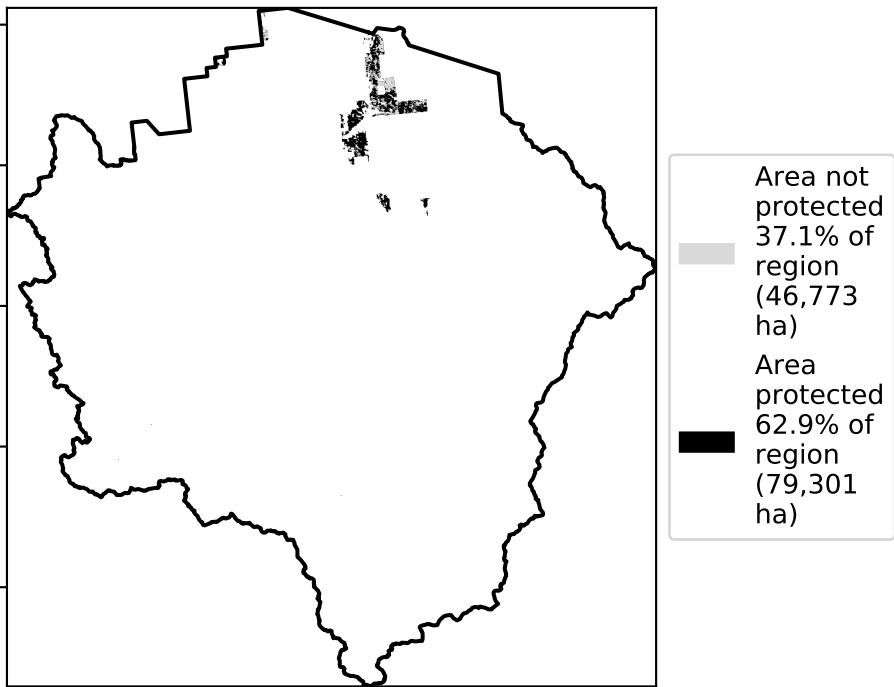 Area not
protected
37.1% of
region
(46,773
ha)
Area
protected
62.9% of
region
(79,301
ha)